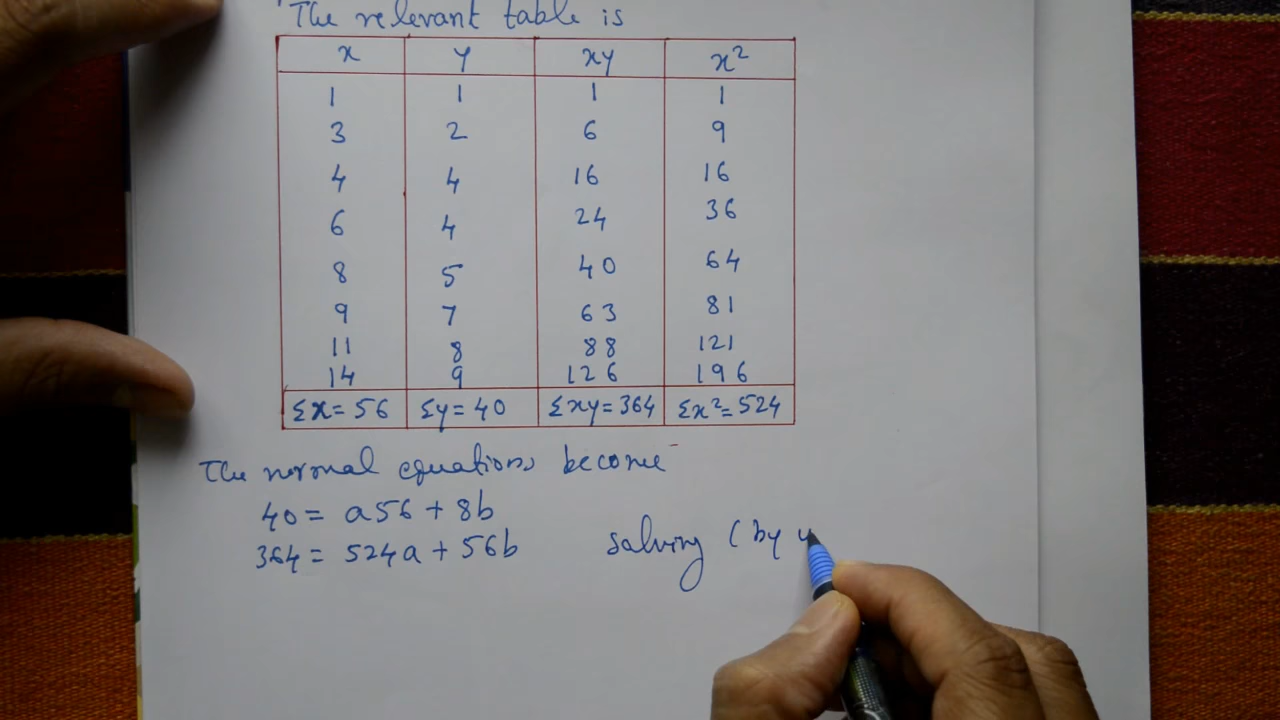 The relevant table is
x y xy x²
1 1 1 1
3 2 6 9
4 4 16 16
6 4 24 36
8 5 40 64
9 7 63 81
11 8 88 121
14 9 126 196
Σx=56 Σy=40 Σxy=364 Σx²=524
The normal equations become
40 = a56 + 8b
364 = 524a + 56b solving (by